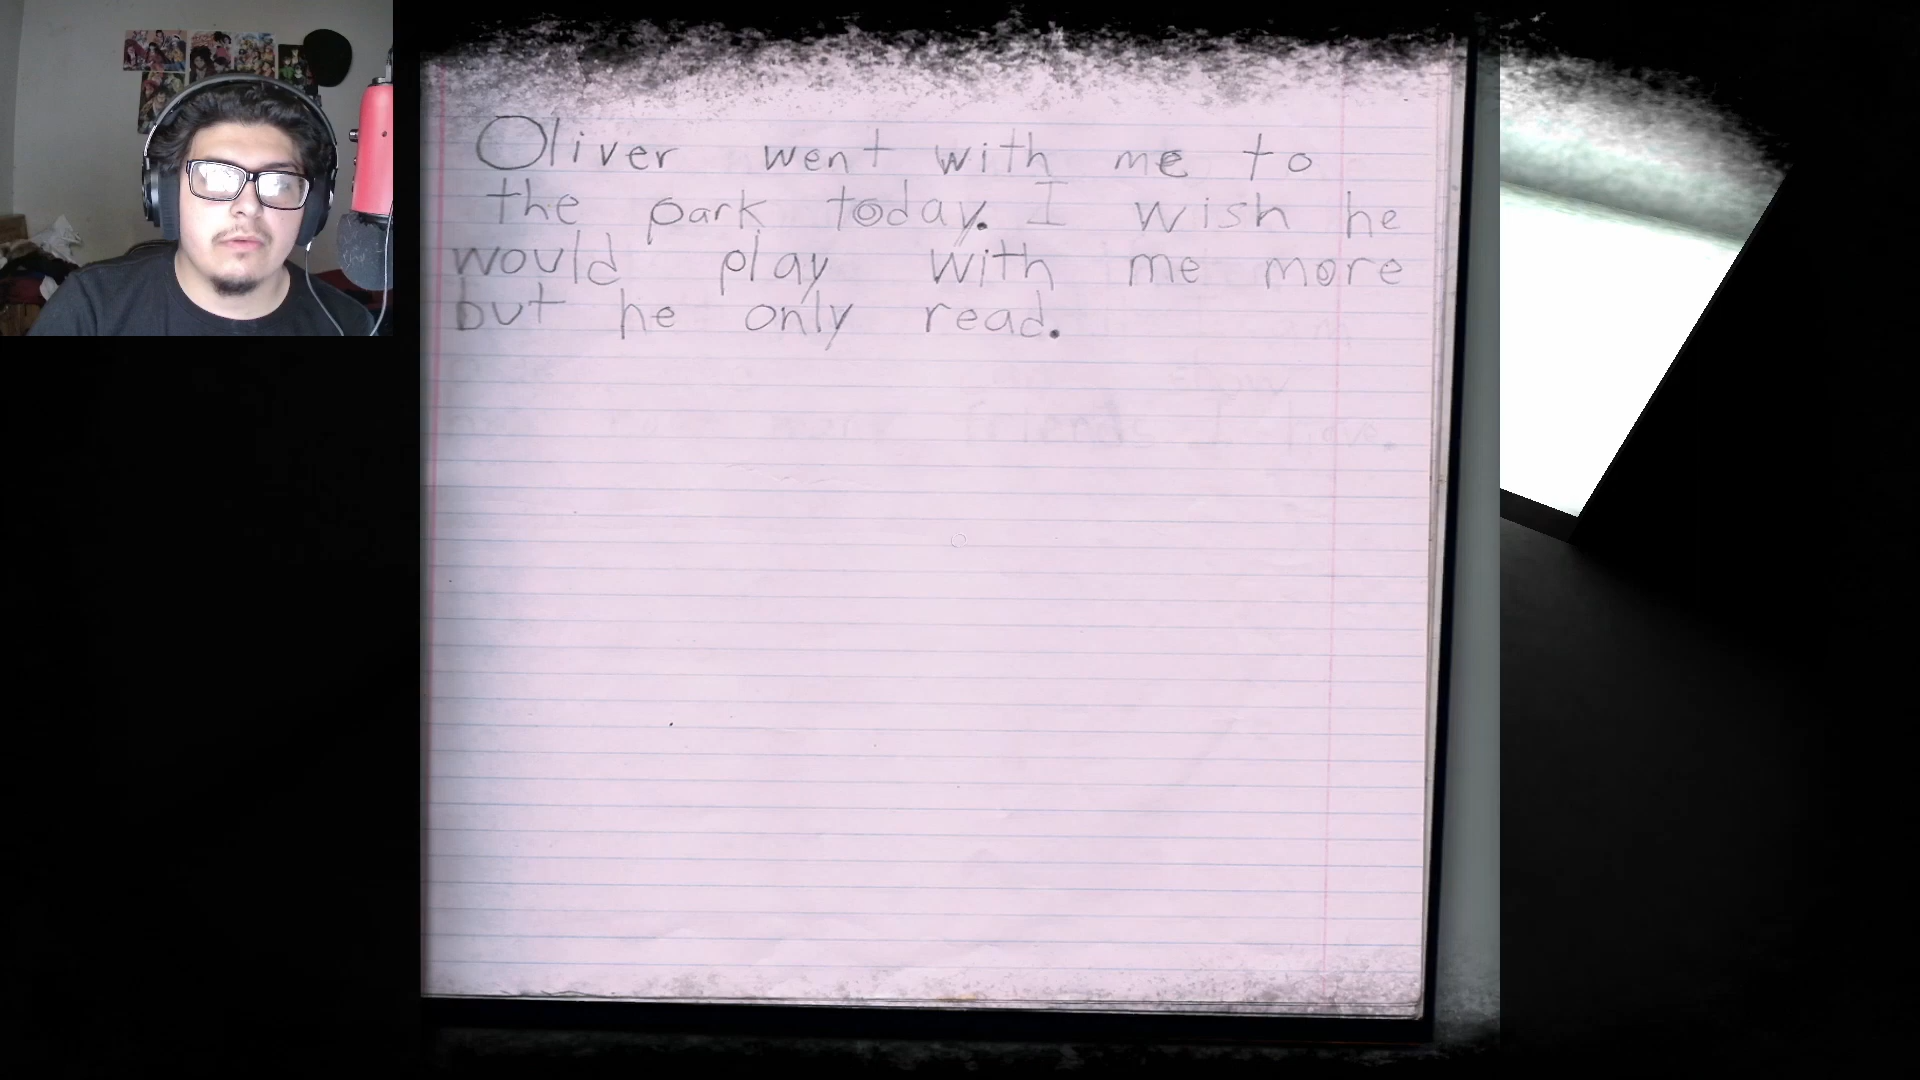 Oliver went with me to
the park today. I wish he
would play with me more
but he only read.